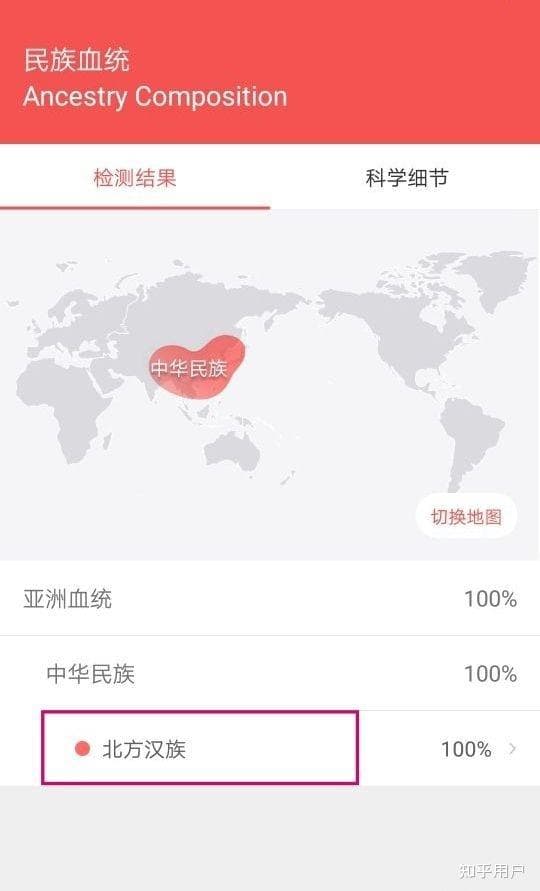 民族血统
Ancestry Composition
检测结果
科学细节
中华民族
切换地图
亚洲血统 100%
中华民族 100%
北方汉族 100%
知乎用户